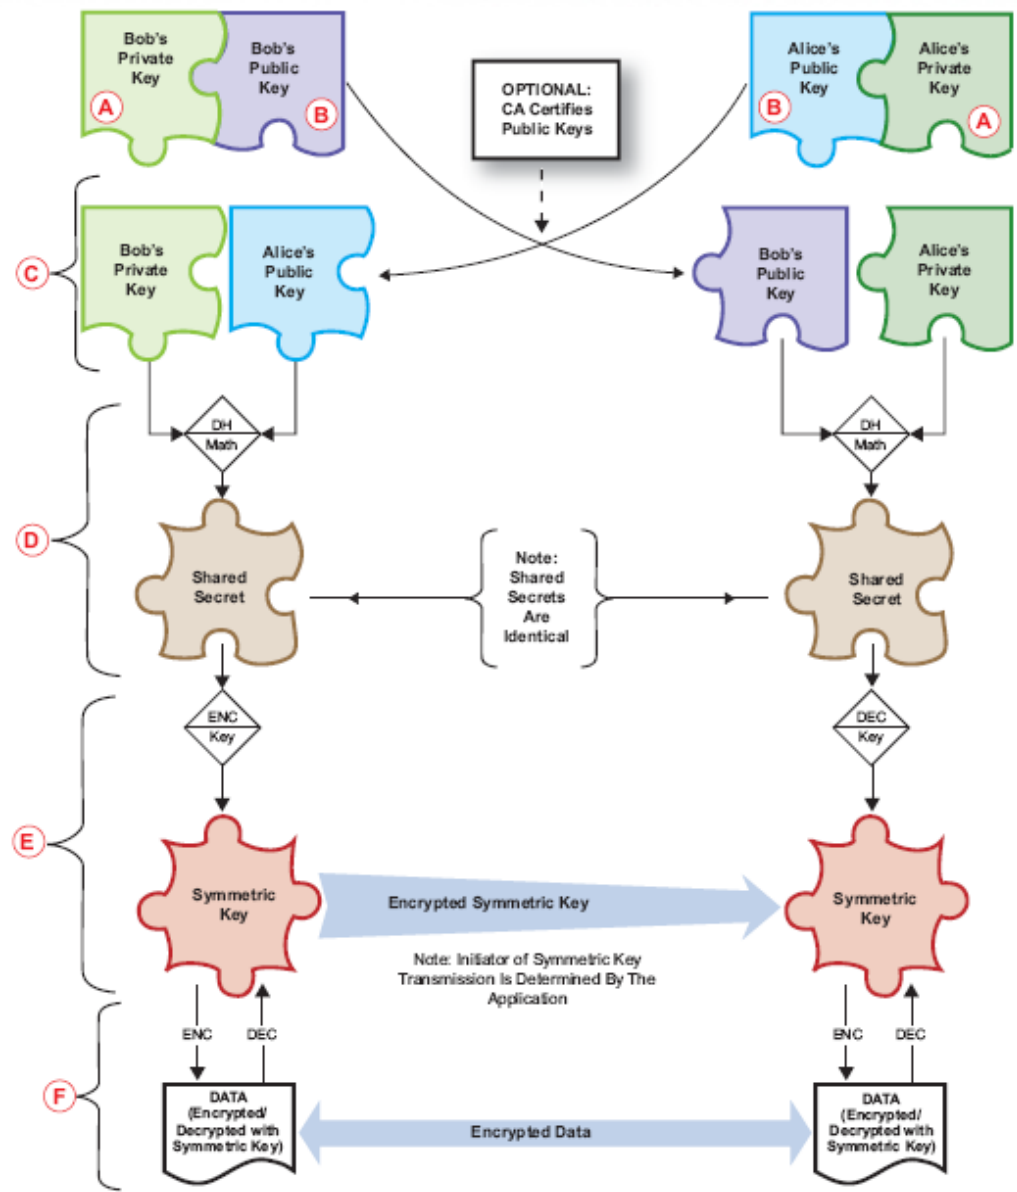 Bob's
Private
Key
A
Bob's
Public
Key
B
OPTIONAL:
CA Certifies
Public Keys
Alice's
Public
Key
B
Alice's
Private
Key
A
C
Bob's
Private
Key
Alice's
Public
Key
Bob's
Public
Key
Alice's
Private
Key
D
DH
Math
DH
Math
Shared
Secret
Note:
Shared
Secrets
Are
Identical
Shared
Secret
E
ENC
Key
DEC
Key
Symmetric
Key
Encrypted Symmetric Key
Symmetric
Key
Note: Initiator of Symmetric Key
Transmission Is Determined By The
Application
F
ENC
DEC
ENC
DEC
DATA
(Encrypted/
Decrypted with
Symmetric Key)
Encrypted Data
DATA
(Encrypted/
Decrypted with
Symmetric Key)